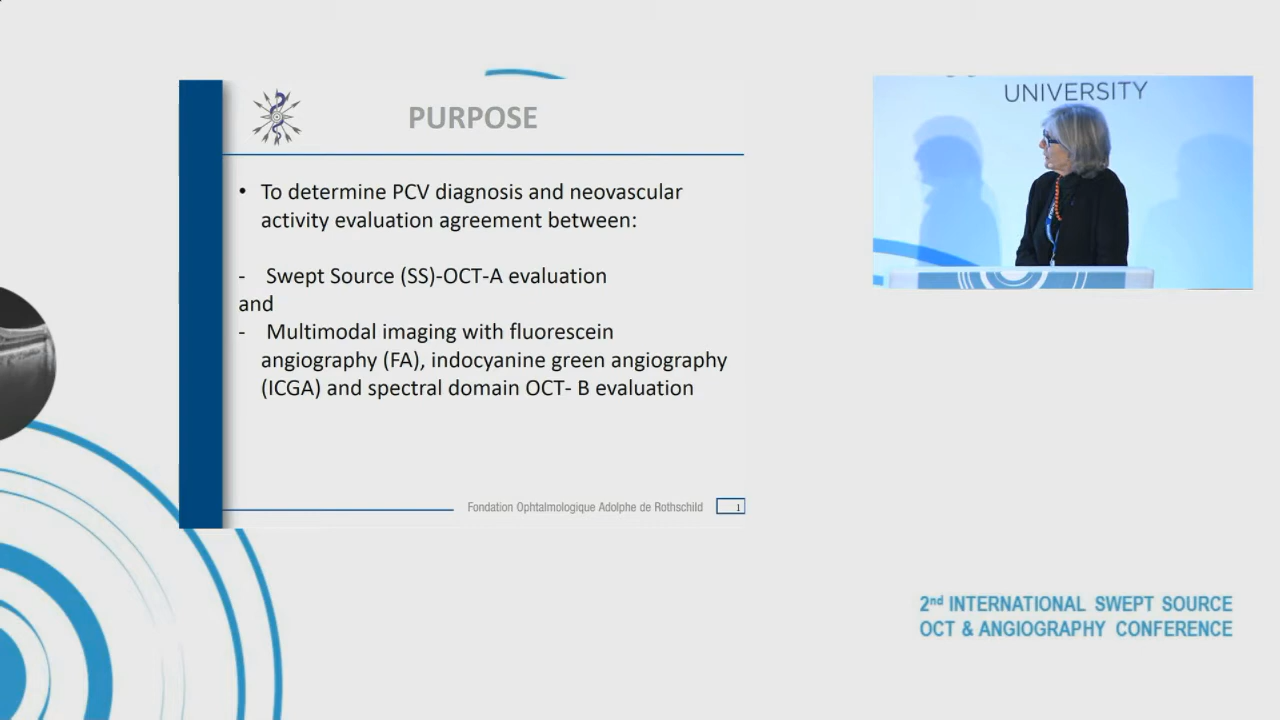 PURPOSE
• To determine PCV diagnosis and neovascular
activity evaluation agreement between:
- Swept Source (SS)-OCT-A evaluation
and
- Multimodal imaging with fluorescein
angiography (FA), indocyanine green angiography
(ICGA) and spectral domain OCT- B evaluation
Fondation Ophtalmologique Adolphe de Rothschild
1
UNIVERSITY
2nd INTERNATIONAL SWEPT SOURCE
OCT & ANGIOGRAPHY CONFERENCE